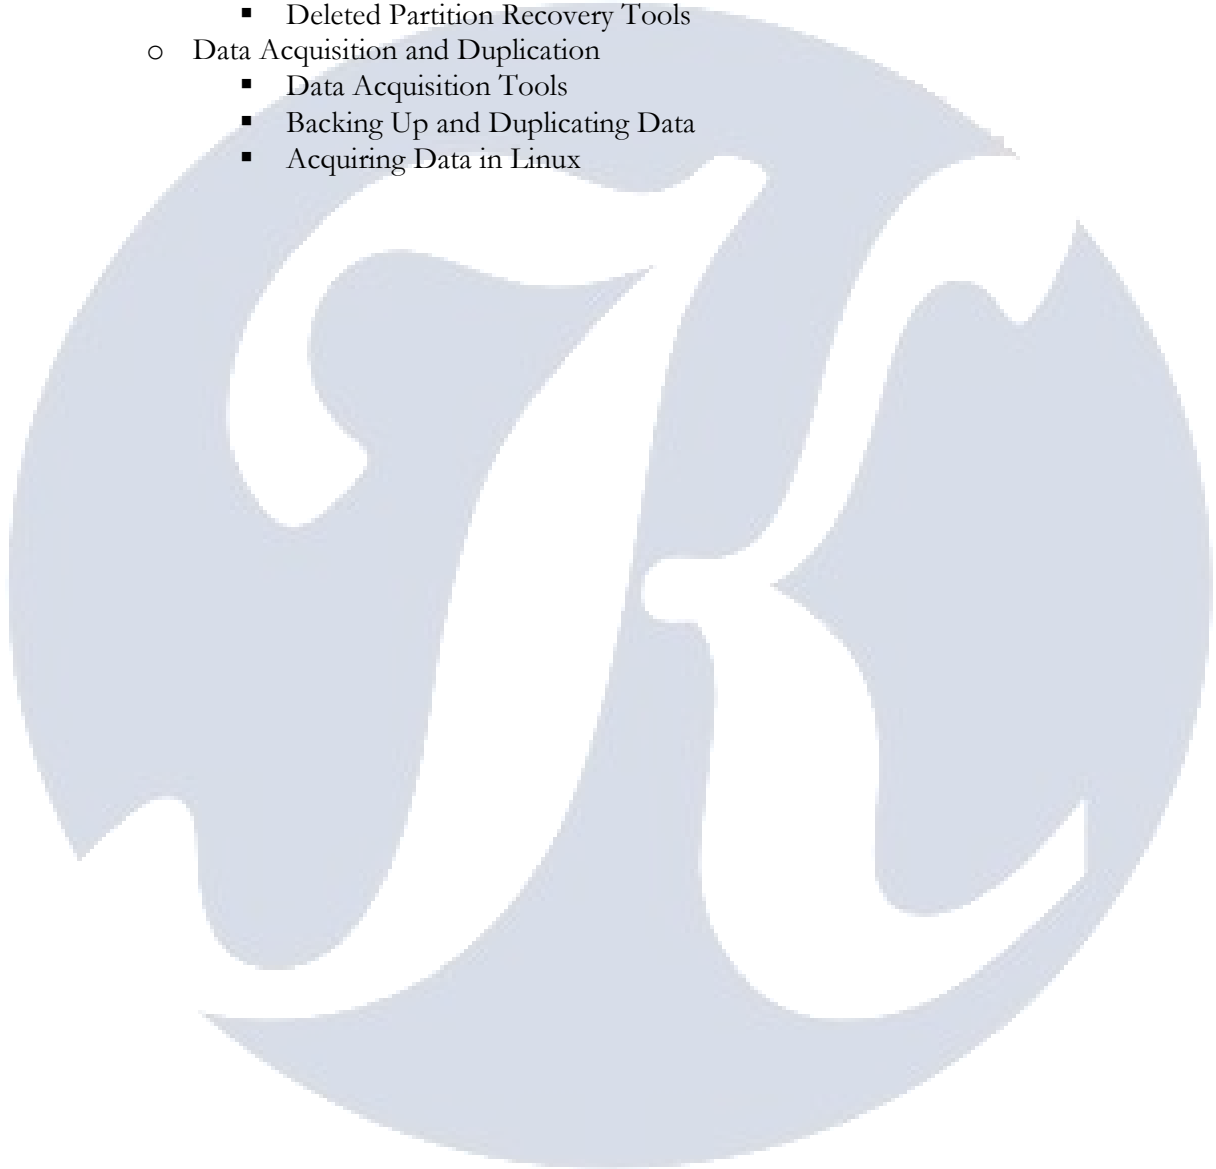 ▪ Deleted Partition Recovery Tools
o Data Acquisition and Duplication
▪ Data Acquisition Tools
▪ Backing Up and Duplicating Data
▪ Acquiring Data in Linux
K